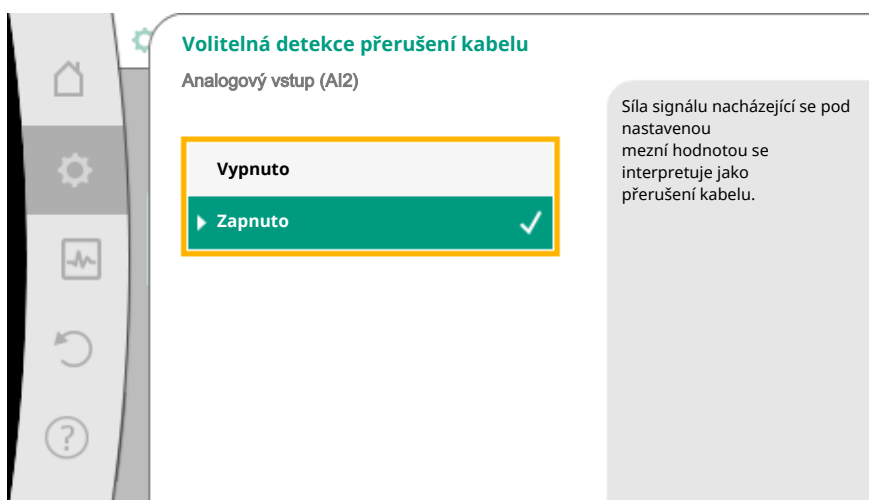 Volitelná detekce přerušení kabelu
Analogový vstup (AI2)
Vypnuto
Zapnuto
Síla signálu nacházející se pod
nastavenou
mezní hodnotou se
interpretuje jako
přerušení kabelu.
?